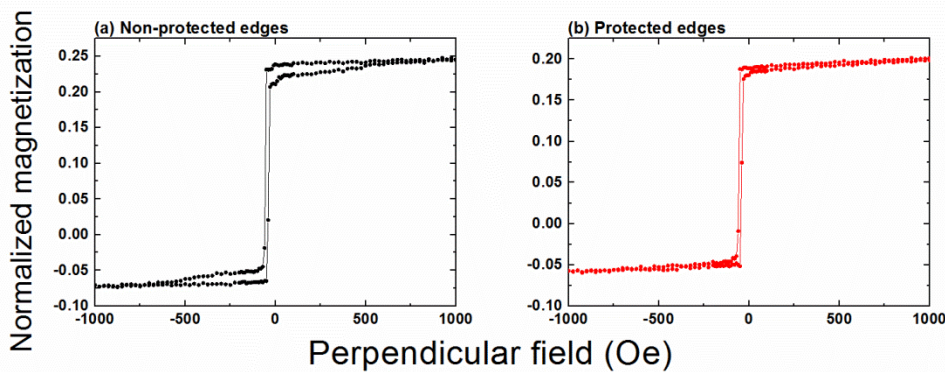 (a) Non-protected edges
(b) Protected edges
Normalized magnetization
0.25
0.20
0.15
0.10
0.05
0.00
-0.05
-0.10
-1000 -500 0 500 1000
0.20
0.15
0.10
0.05
0.00
-0.05
-0.10
-1000 -500 0 500 1000
Perpendicular field (Oe)